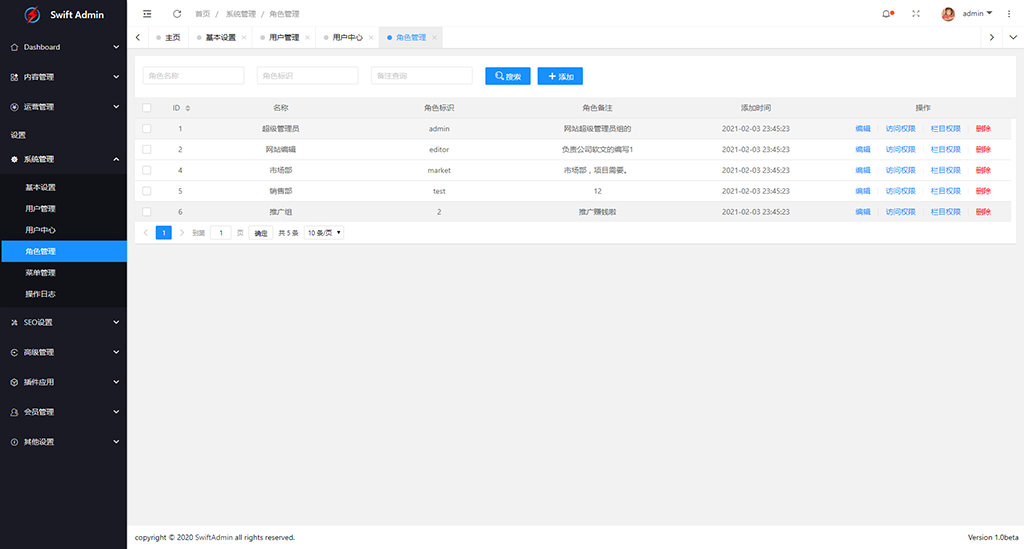 Swift Admin
首页 / 系统管理 / 角色管理
admin
主页
基本设置
用户管理
用户中心
角色管理
Dashboard
内容管理
运营管理
设置
系统管理
基本设置
用户管理
用户中心
角色管理
菜单管理
操作日志
SEO设置
高级管理
插件应用
会员管理
其他设置
角色名称
角色标识
备注查询
搜索
添加
ID 名称 角色标识 角色备注 添加时间 操作
1 超级管理员 admin 网站超级管理员组的 2021-02-03 23:45:23 编辑 访问权限 栏目权限 删除
2 网站编辑 editor 负责公司软文的编写1 2021-02-03 23:45:23 编辑 访问权限 栏目权限 删除
4 市场部 market 市场部，项目需要。 2021-02-03 23:45:23 编辑 访问权限 栏目权限 删除
5 销售部 test 12 2021-02-03 23:45:23 编辑 访问权限 栏目权限 删除
6 推广组 2 推广赚钱啦 2021-02-03 23:45:23 编辑 访问权限 栏目权限 删除
1 到第 1 页 确定 共 5 条 10 条/页
copyright © 2020 SwiftAdmin all rights reserved.
Version 1.0beta